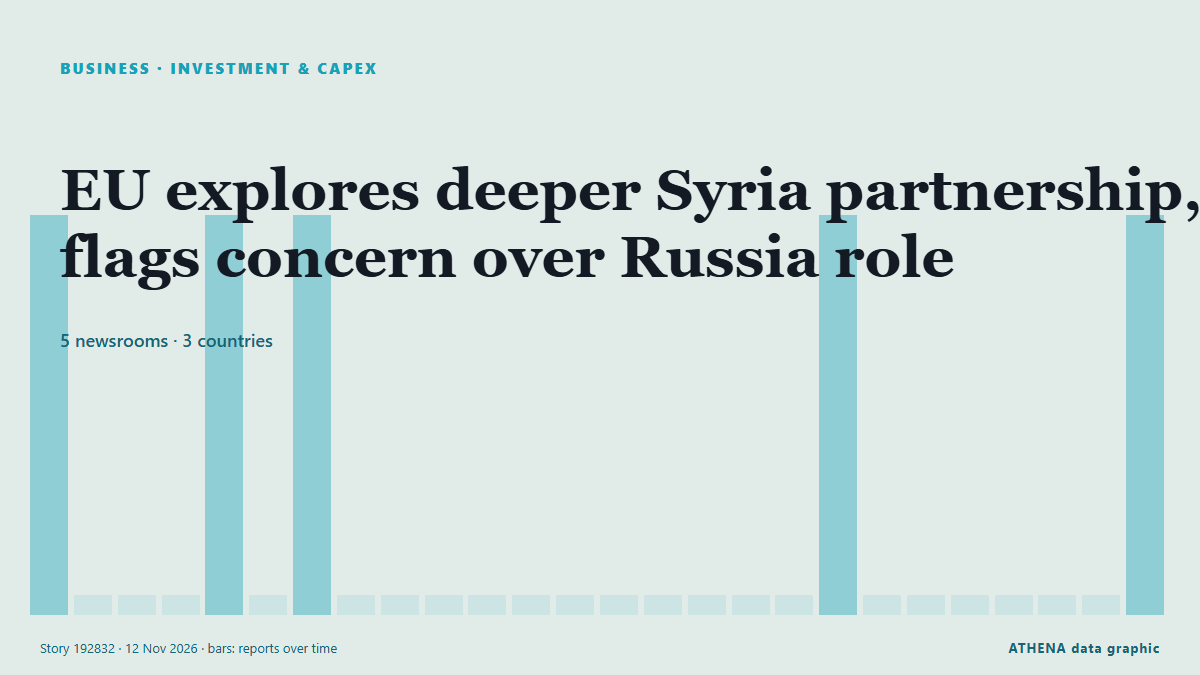 BUSINESS · INVESTMENT & CAPEX
EU explores deeper Syria partnership,
flags concern over Russia role
5 newsrooms · 3 countries
Story 192832 · 12 Nov 2026 · bars: reports over time
ATHENA data graphic